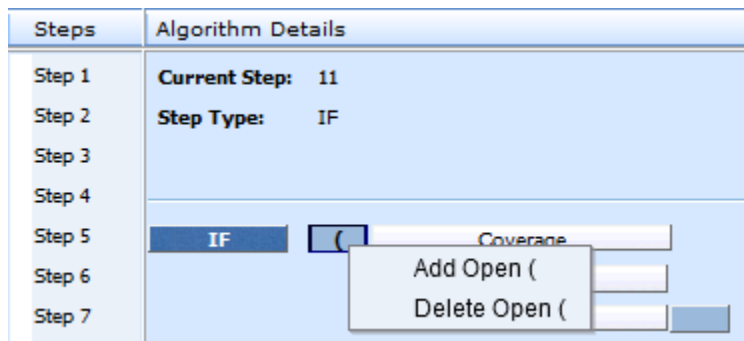 Steps Algorithm Details
Step 1 Current Step: 11
Step 2 Step Type: IF
Step 3
Step 4
Step 5 IF ( Coverage
Add Open (
Step 6
Delete Open (
Step 7